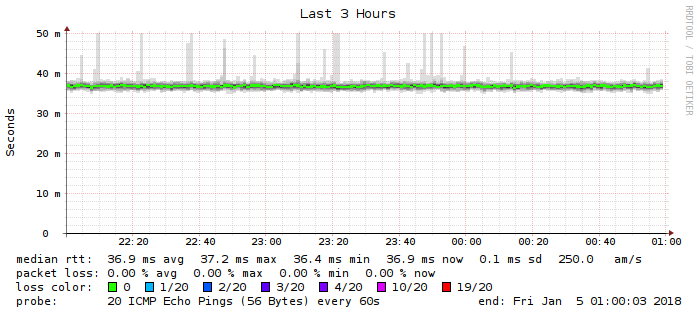 Last 3 Hours
RRDTOOL / TOBI OETIKER
Seconds
50 m
40 m
30 m
20 m
10 m
0
22:20 22:40 23:00 23:20 23:40 00:00 00:20 00:40 01:00
median rtt: 36.9 ms avg 37.2 ms max 36.4 ms min 36.9 ms now 0.1 ms sd 250.0 am/s
packet loss: 0.00 % avg 0.00 % max 0.00 % min 0.00 % now
loss color: 0 1/20 2/20 3/20 4/20 10/20 19/20
probe: 20 ICMP Echo Pings (56 Bytes) every 60s end: Fri Jan 5 01:00:03 2018